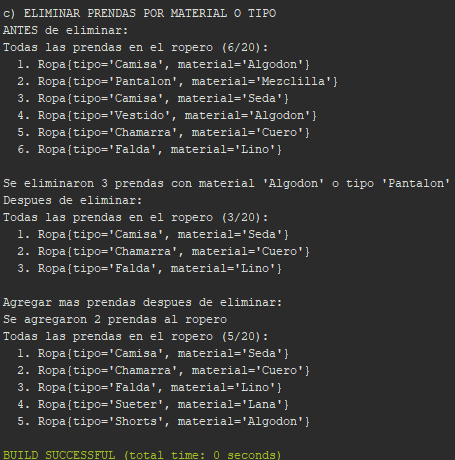 c) ELIMINAR PRENDAS POR MATERIAL O TIPO
ANTES de eliminar:
Todas las prendas en el ropero (6/20):
1. Ropa{tipo='Camisa', material='Algodon'}
2. Ropa{tipo='Pantalon', material='Mezclilla'}
3. Ropa{tipo='Camisa', material='Seda'}
4. Ropa{tipo='Vestido', material='Algodon'}
5. Ropa{tipo='Chamarra', material='Cuero'}
6. Ropa{tipo='Falda', material='Lino'}
Se eliminaron 3 prendas con material 'Algodon' o tipo 'Pantalon'
Despues de eliminar:
Todas las prendas en el ropero (3/20):
1. Ropa{tipo='Camisa', material='Seda'}
2. Ropa{tipo='Chamarra', material='Cuero'}
3. Ropa{tipo='Falda', material='Lino'}
Agregar mas prendas despues de eliminar:
Se agregaron 2 prendas al ropero
Todas las prendas en el ropero (5/20):
1. Ropa{tipo='Camisa', material='Seda'}
2. Ropa{tipo='Chamarra', material='Cuero'}
3. Ropa{tipo='Falda', material='Lino'}
4. Ropa{tipo='Sueter', material='Lana'}
5. Ropa{tipo='Shorts', material='Algodon'}
BUILD SUCCESSFUL (total time: 0 seconds)